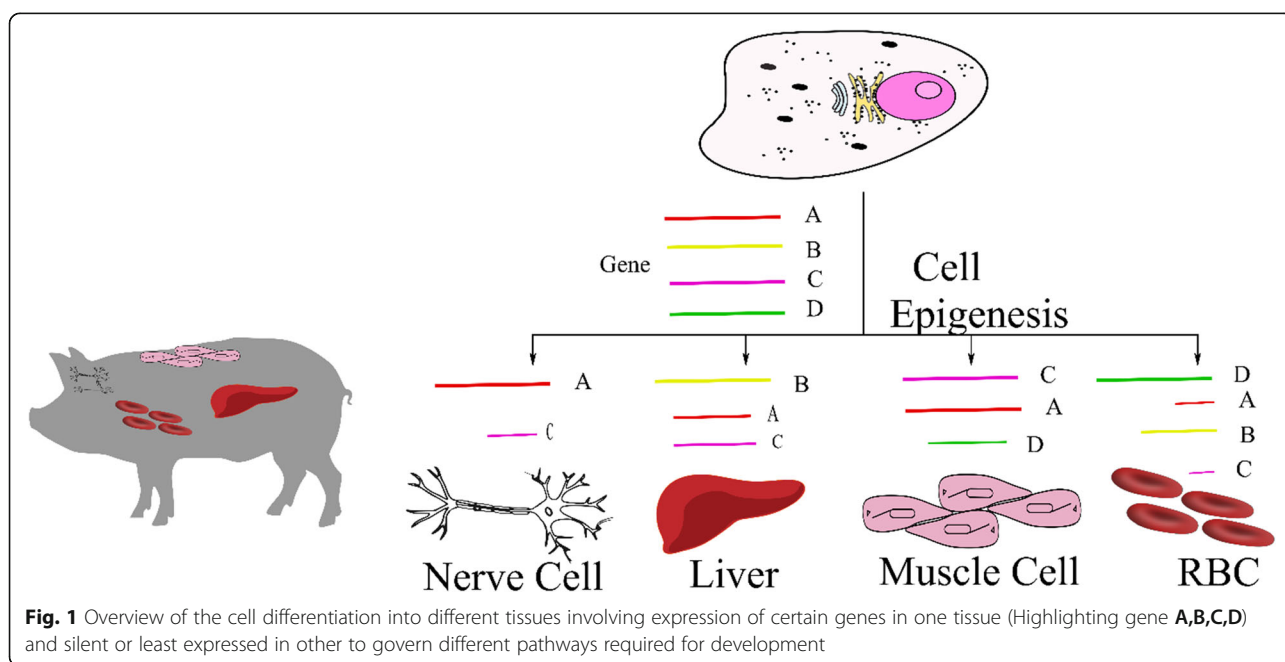 A
B
Gene
C
D
Cell
Epigenesis
A
C
B
A
C
C
A
D
D
A
B
C
Nerve Cell
Liver
Muscle Cell
RBC
Fig. 1 Overview of the cell differentiation into different tissues involving expression of certain genes in one tissue (Highlighting gene A,B,C,D)
and silent or least expressed in other to govern different pathways required for development